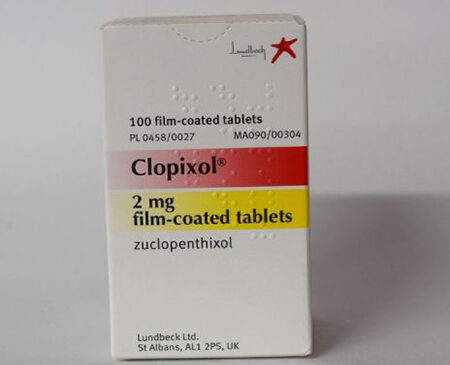 Lundbeck
100 film-coated tablets
PL 0458/0027 MA090/00304
Clopixol®
2 mg
film-coated tablets
zuclopenthixol
Lundbeck Ltd.
St Albans, AL1 2PS, UK